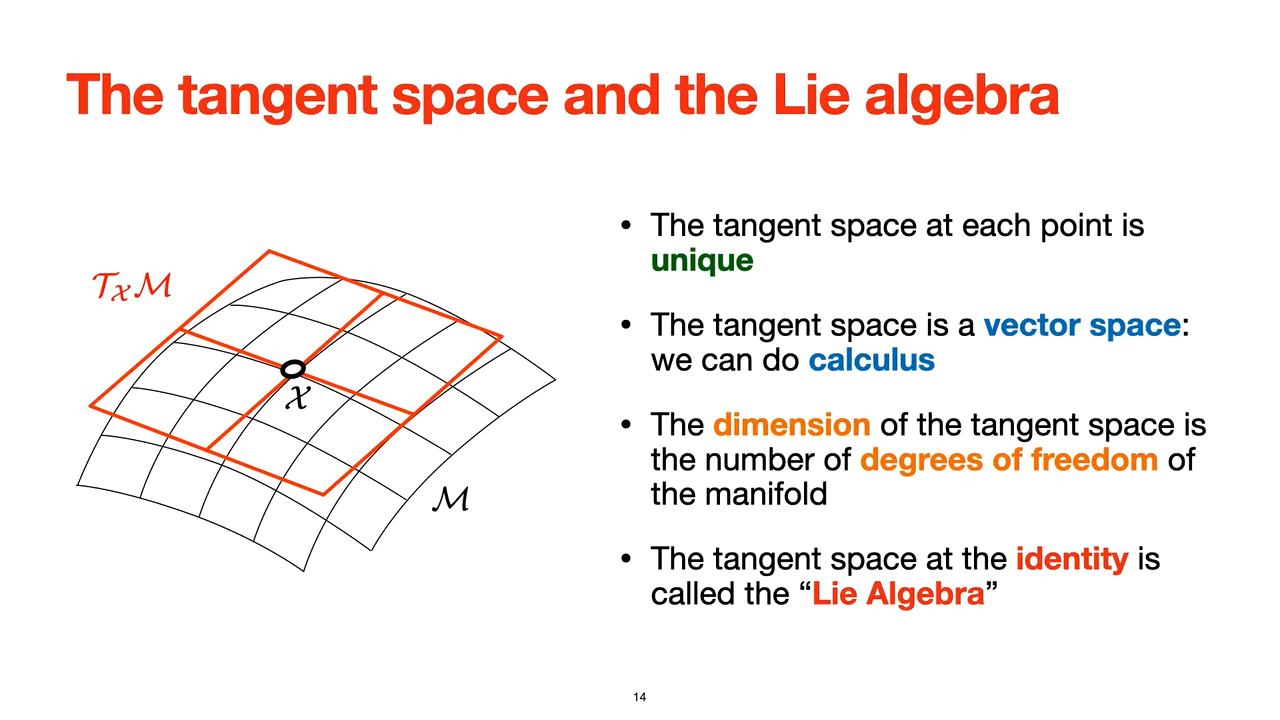 The tangent space and the Lie algebra
𝒯_𝒳 ℳ
𝒳
ℳ
• The tangent space at each point is
unique
• The tangent space is a vector space:
we can do calculus
• The dimension of the tangent space is
the number of degrees of freedom of
the manifold
• The tangent space at the identity is
called the “Lie Algebra”
14